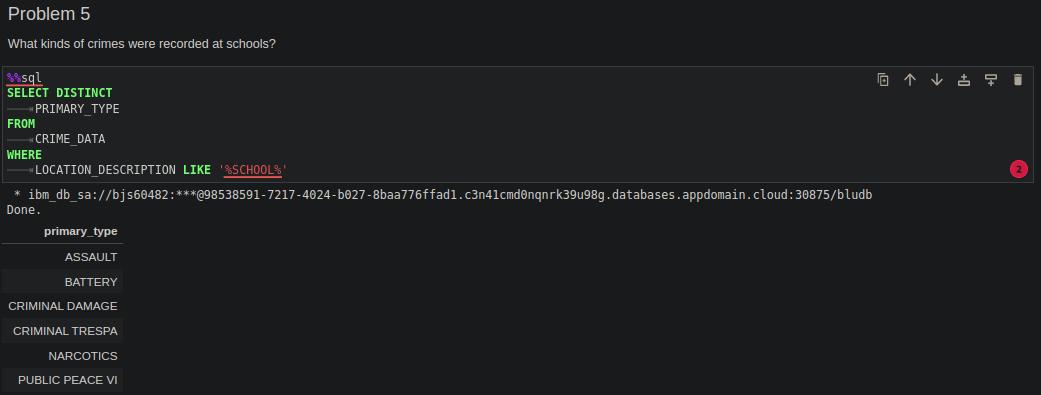 Problem 5
What kinds of crimes were recorded at schools?
%%sql
SELECT DISTINCT
PRIMARY_TYPE
FROM
CRIME_DATA
WHERE
LOCATION_DESCRIPTION LIKE '%SCHOOL%'
2
* ibm_db_sa://bjs60482:***@98538591-7217-4024-b027-8baa776ffad1.c3n41cmd0nqnrk39u98g.databases.appdomain.cloud:30875/bludb
Done.
primary_type
ASSAULT
BATTERY
CRIMINAL DAMAGE
CRIMINAL TRESPA
NARCOTICS
PUBLIC PEACE VI